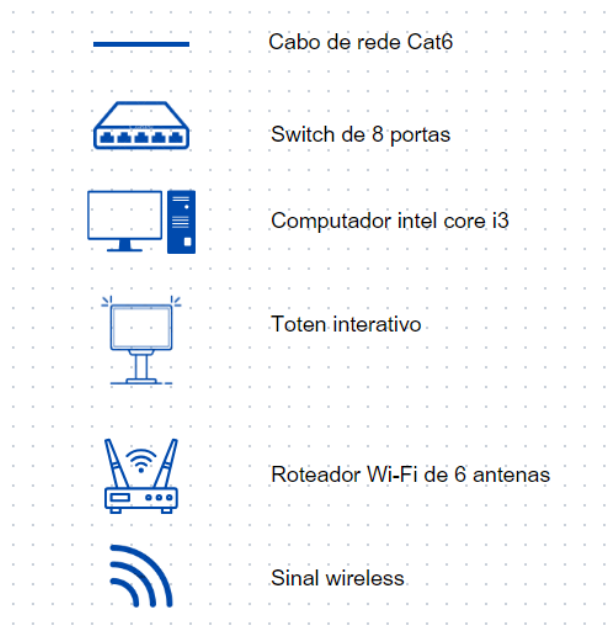 Cabo de rede Cat6
Switch de 8 portas
Computador intel core i3
Toten interativo
Roteador Wi-Fi de 6 antenas
Sinal wireless